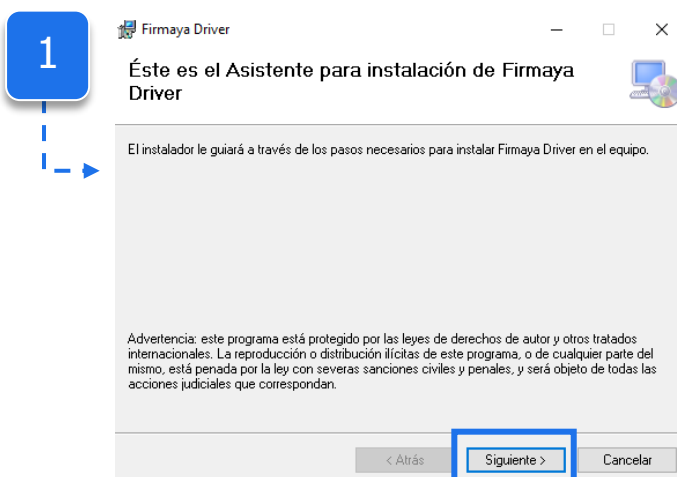 1
Firmaya Driver
Éste es el Asistente para instalación de Firmaya
Driver
El instalador le guiará a través de los pasos necesarios para instalar Firmaya Driver en el equipo.
Advertencia: este programa está protegido por las leyes de derechos de autor y otros tratados
internacionales. La reproducción o distribución ilícitas de este programa, o de cualquier parte del
mismo, está penada por la ley con severas sanciones civiles y penales, y será objeto de todas las
acciones judiciales que correspondan.
< Atrás Siguiente > Cancelar